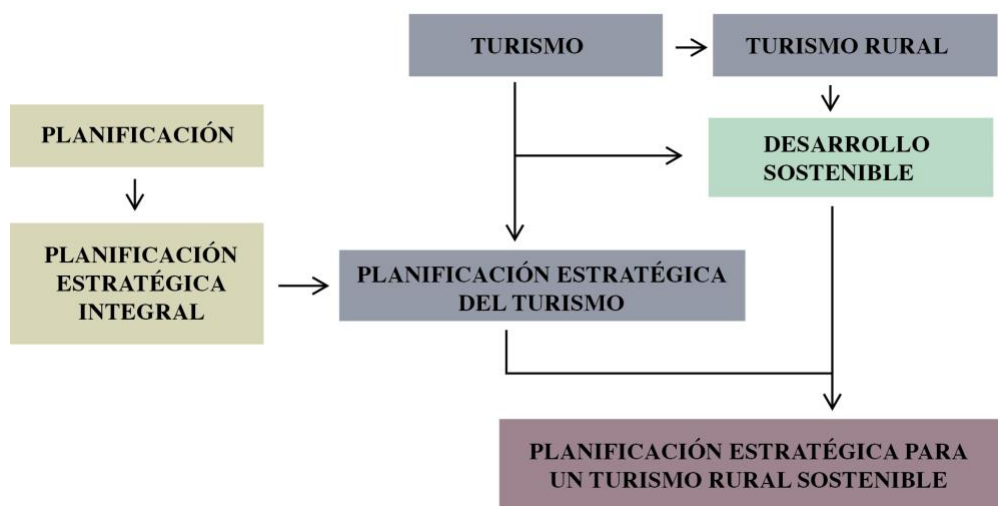 TURISMO
TURISMO RURAL
PLANIFICACIÓN
DESARROLLO
SOSTENIBLE
PLANIFICACIÓN
ESTRATÉGICA
INTEGRAL
PLANIFICACIÓN ESTRATÉGICA
DEL TURISMO
PLANIFICACIÓN ESTRATÉGICA PARA
UN TURISMO RURAL SOSTENIBLE